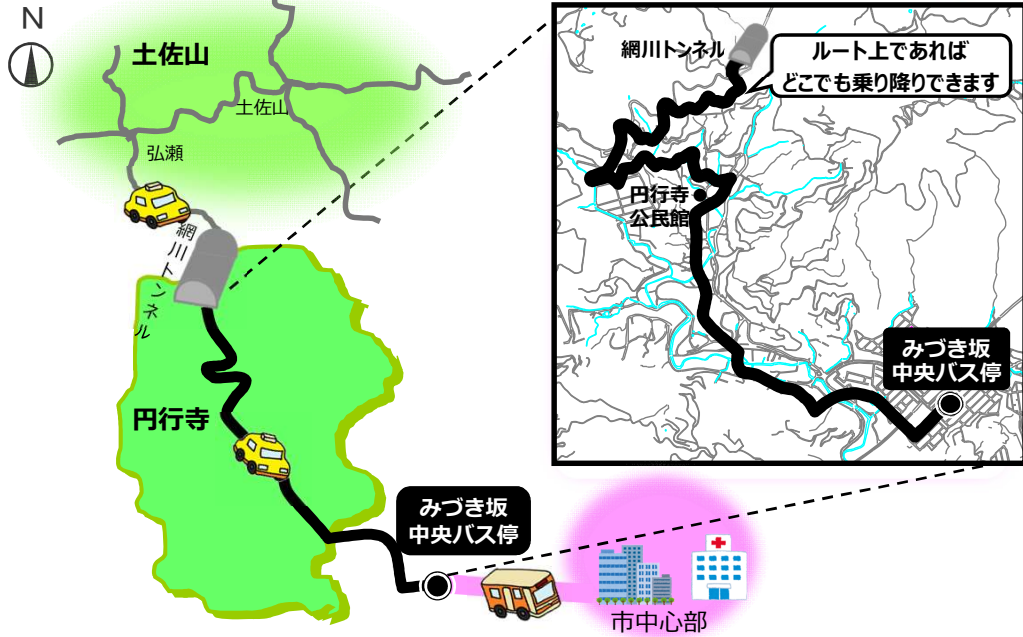 N
土佐山
土佐山
弘瀬
網川トンネル
円行寺
みづき坂
中央バス停
市中心部
網川トンネル
ルート上であれば
どこでも乗り降りできます
円行寺
公民館
みづき坂
中央バス停